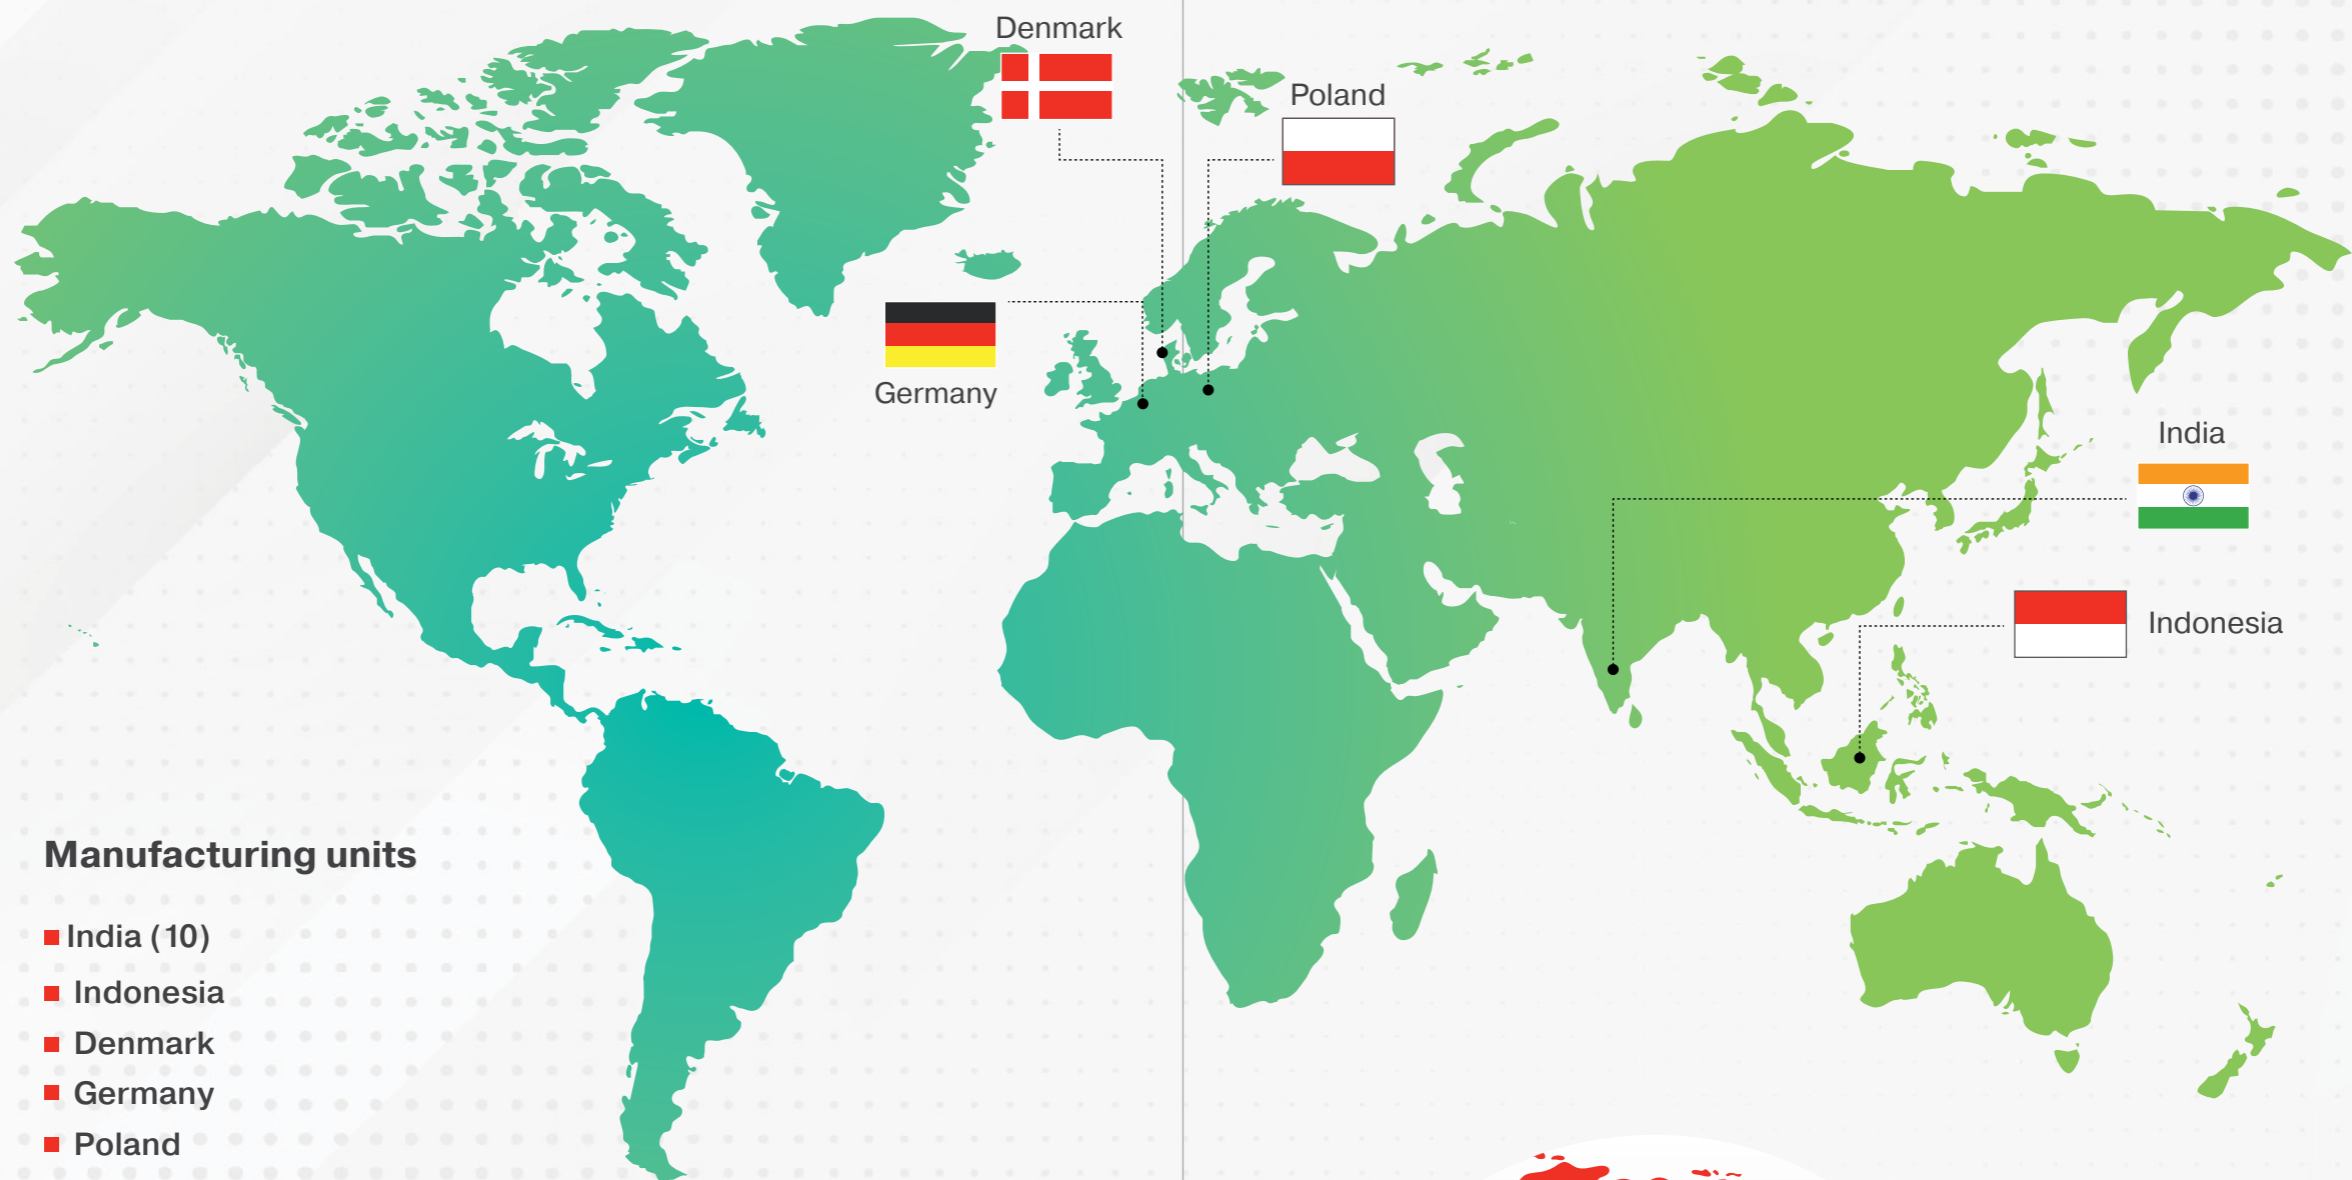 Denmark
Poland
Germany
India
Indonesia
Manufacturing units
India (10)
Indonesia
Denmark
Germany
Poland